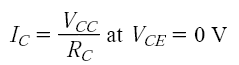 I_C = V_CC / R_C at V_CE = 0 V